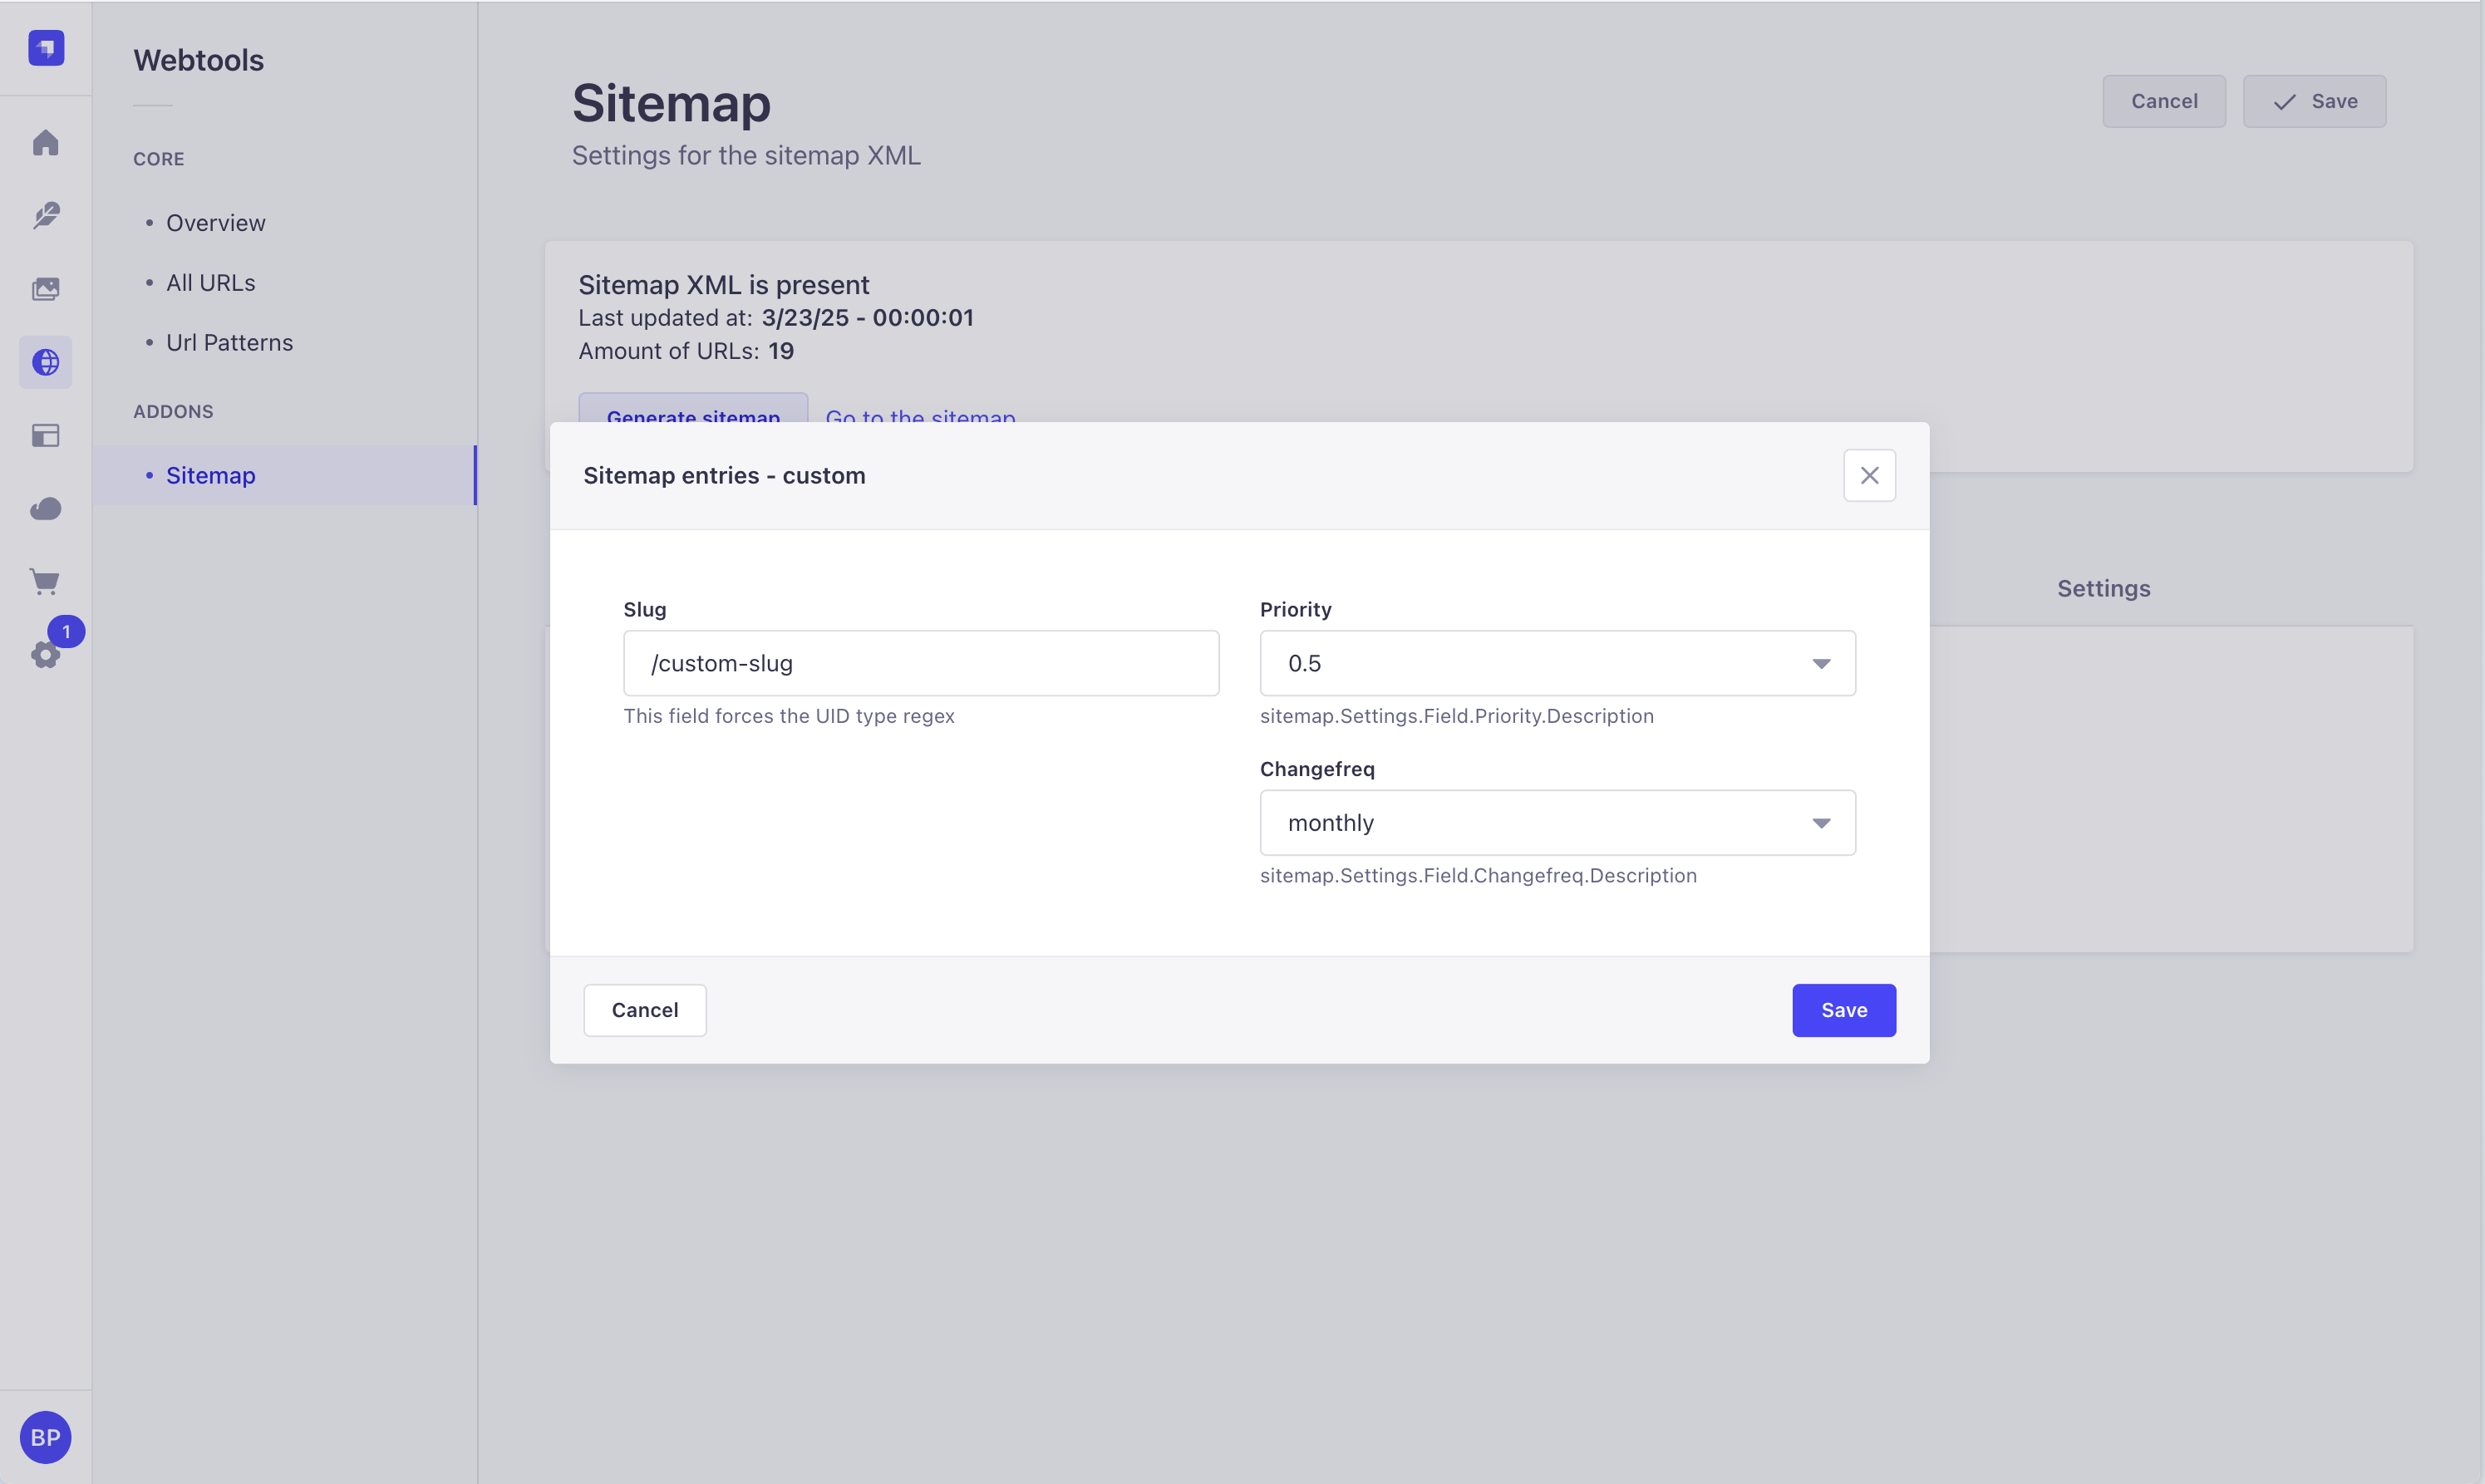 Webtools
CORE
Overview
All URLs
Url Patterns
ADDONS
Sitemap
1
BP
Sitemap
Settings for the sitemap XML
Cancel
Save
Sitemap XML is present
Last updated at: 3/23/25 - 00:00:01
Amount of URLs: 19
Generate sitemap
Go to the sitemap
Settings
Sitemap entries - custom
Slug
/custom-slug
This field forces the UID type regex
Priority
0.5
sitemap.Settings.Field.Priority.Description
Changefreq
monthly
sitemap.Settings.Field.Changefreq.Description
Cancel
Save